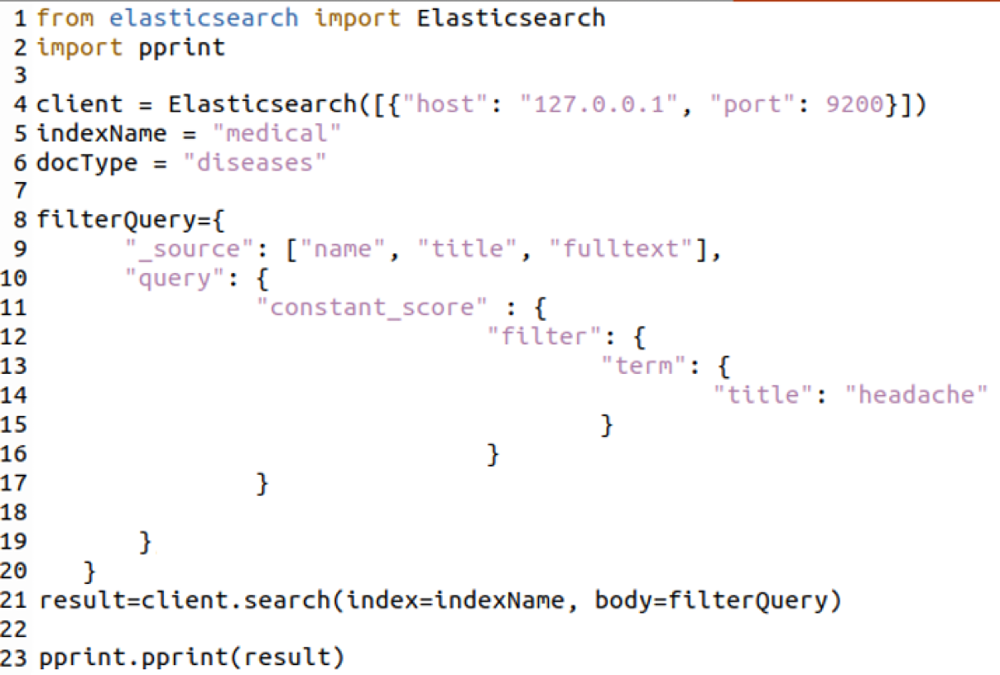 1 from elasticsearch import Elasticsearch
2 import pprint
3
4 client = Elasticsearch([{"host": "127.0.0.1", "port": 9200}])
5 indexName = "medical"
6 docType = "diseases"
7
8 filterQuery={
9 "_source": ["name", "title", "fulltext"],
10 "query": {
11 "constant_score" : {
12 "filter": {
13 "term": {
14 "title": "headache"
15 }
16 }
17 }
18
19 }
20 }
21 result=client.search(index=indexName, body=filterQuery)
22
23 pprint.pprint(result)